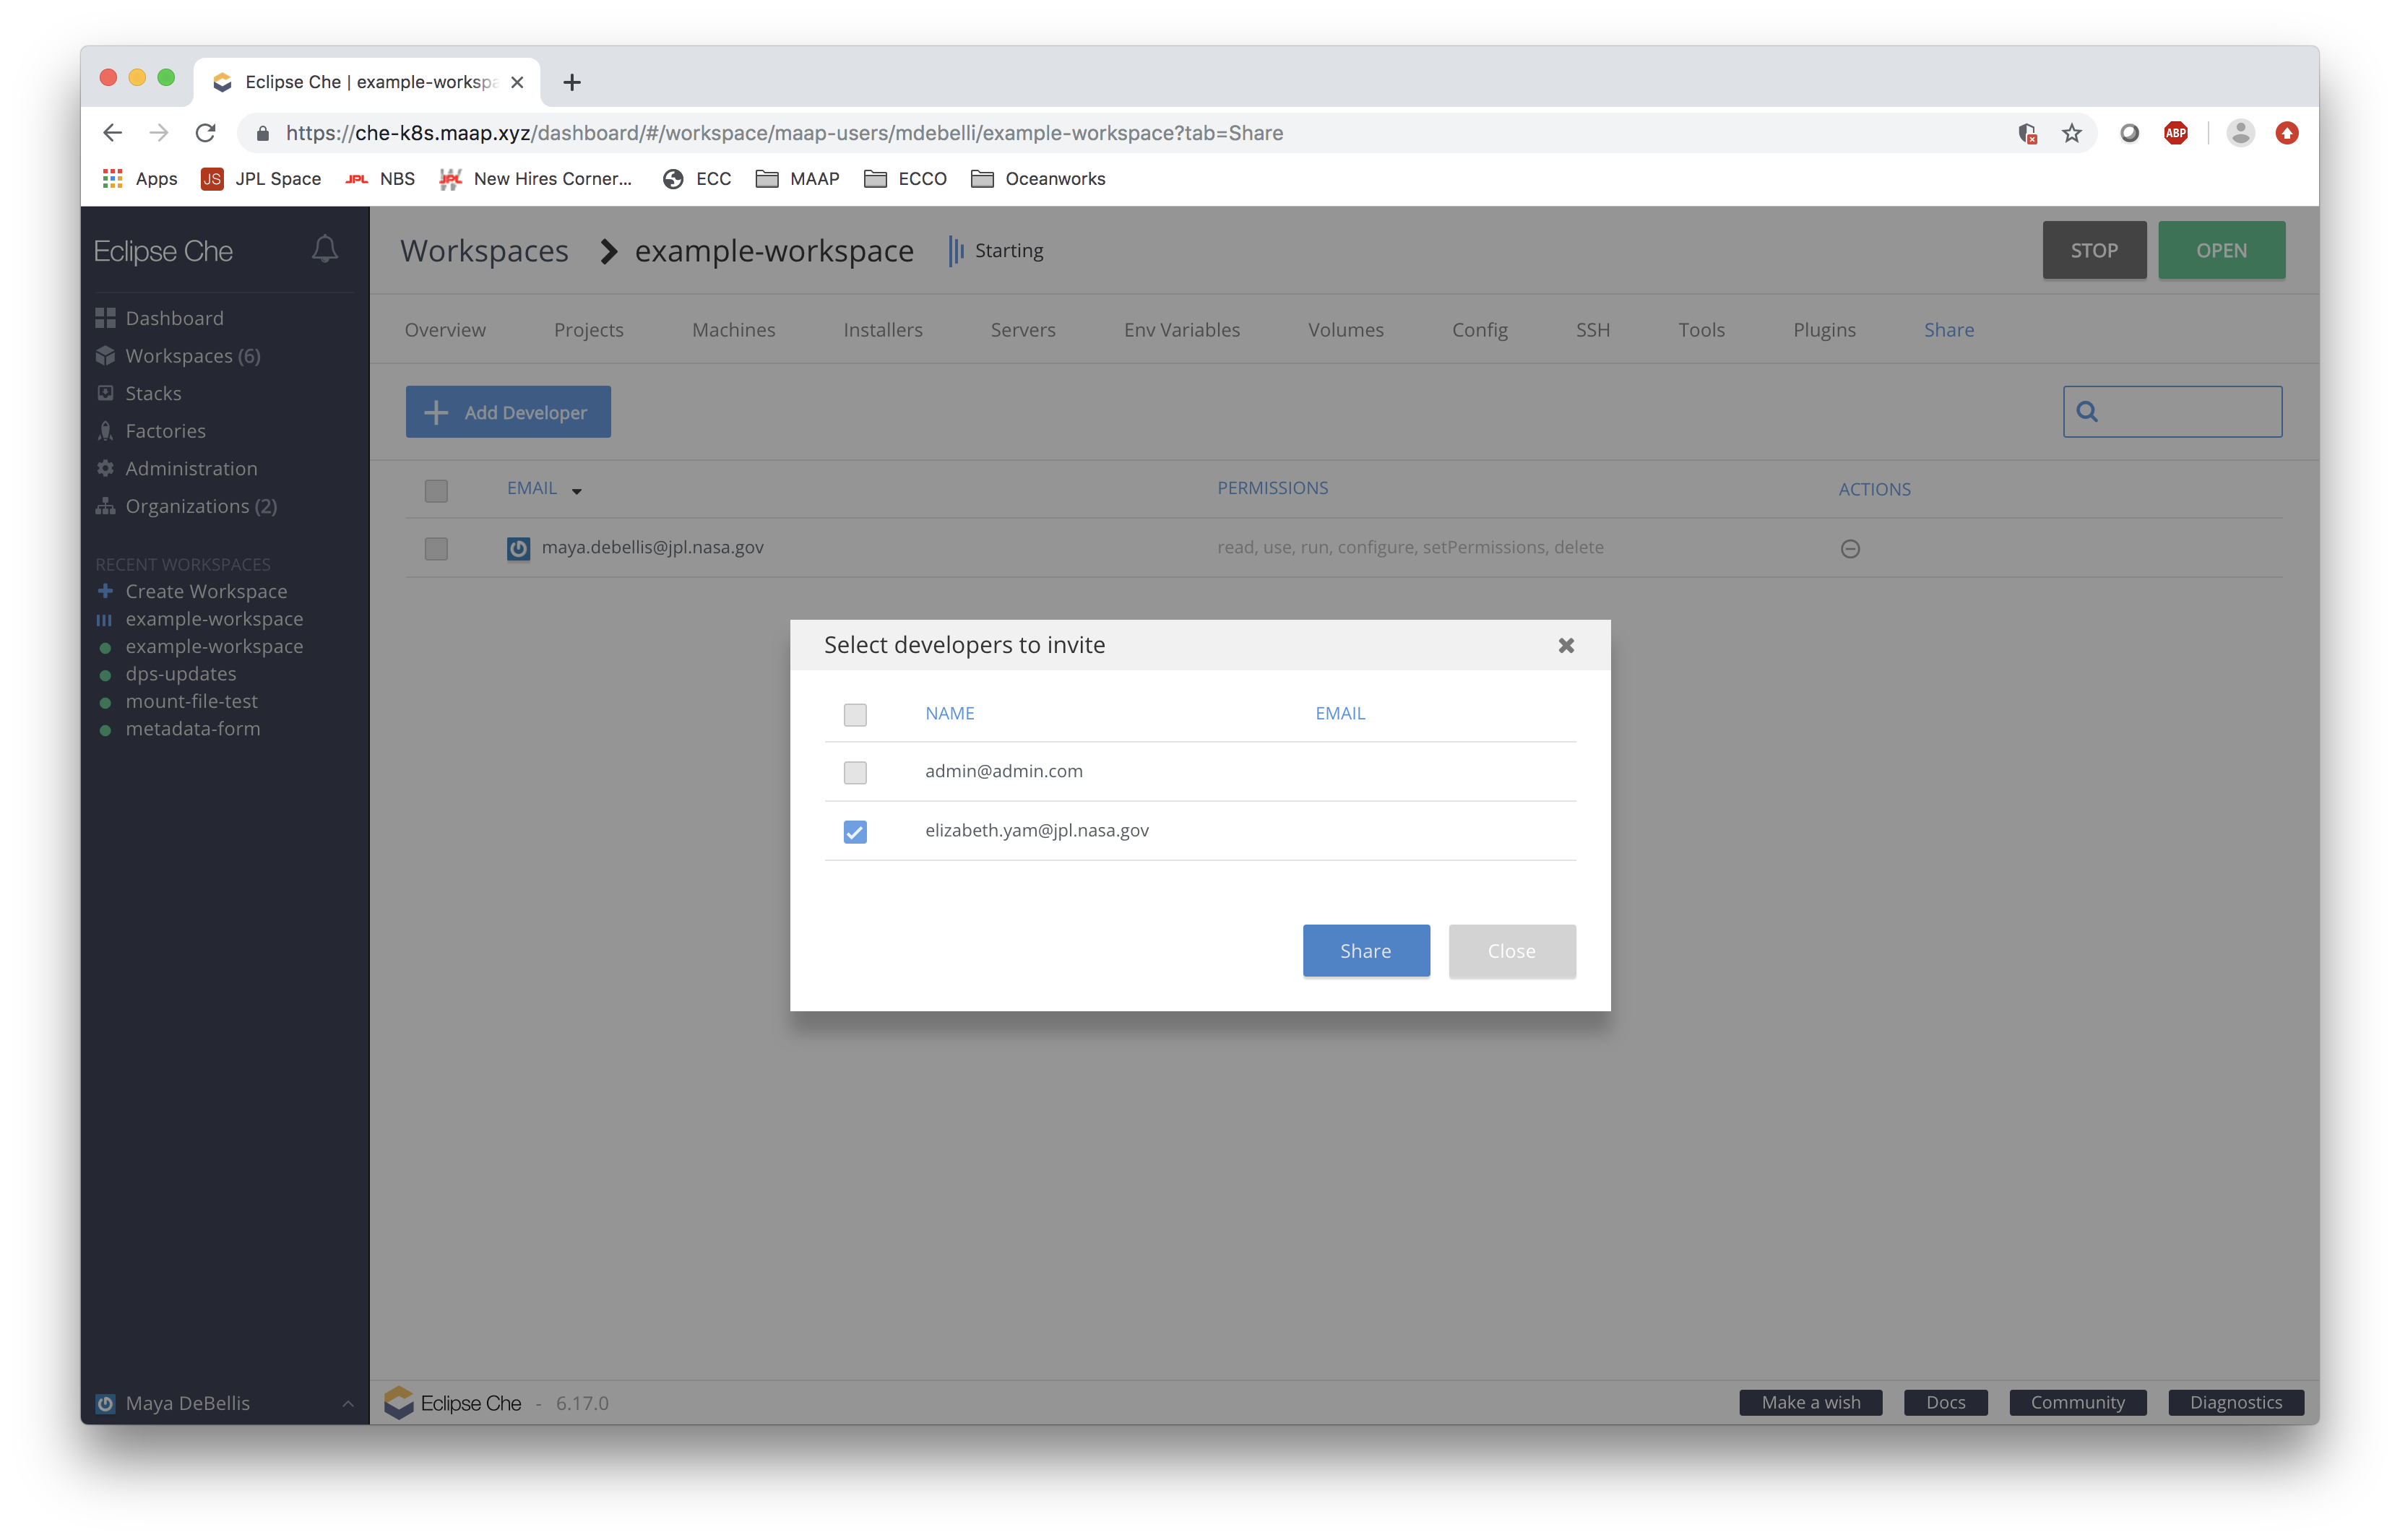 Eclipse Che | example-workspa
https://che-k8s.maap.xyz/dashboard/#/workspace/maap-users/mdebelli/example-workspace?tab=Share
ABP
Apps JS JPL Space JPL NBS JPL New Hires Corner... ECC MAAP ECCO Oceanworks
Eclipse Che
Dashboard
Workspaces (6)
Stacks
Factories
Administration
Organizations (2)
RECENT WORKSPACES
Create Workspace
example-workspace
example-workspace
dps-updates
mount-file-test
metadata-form
Maya DeBellis
Workspaces > example-workspace Starting
STOP OPEN
Overview Projects Machines Installers Servers Env Variables Volumes Config SSH Tools Plugins Share
+ Add Developer
EMAIL PERMISSIONS ACTIONS
maya.debellis@jpl.nasa.gov read, use, run, configure, setPermissions, delete
Select developers to invite
NAME EMAIL
admin@admin.com
elizabeth.yam@jpl.nasa.gov
Share Close
Eclipse Che - 6.17.0
Make a wish Docs Community Diagnostics